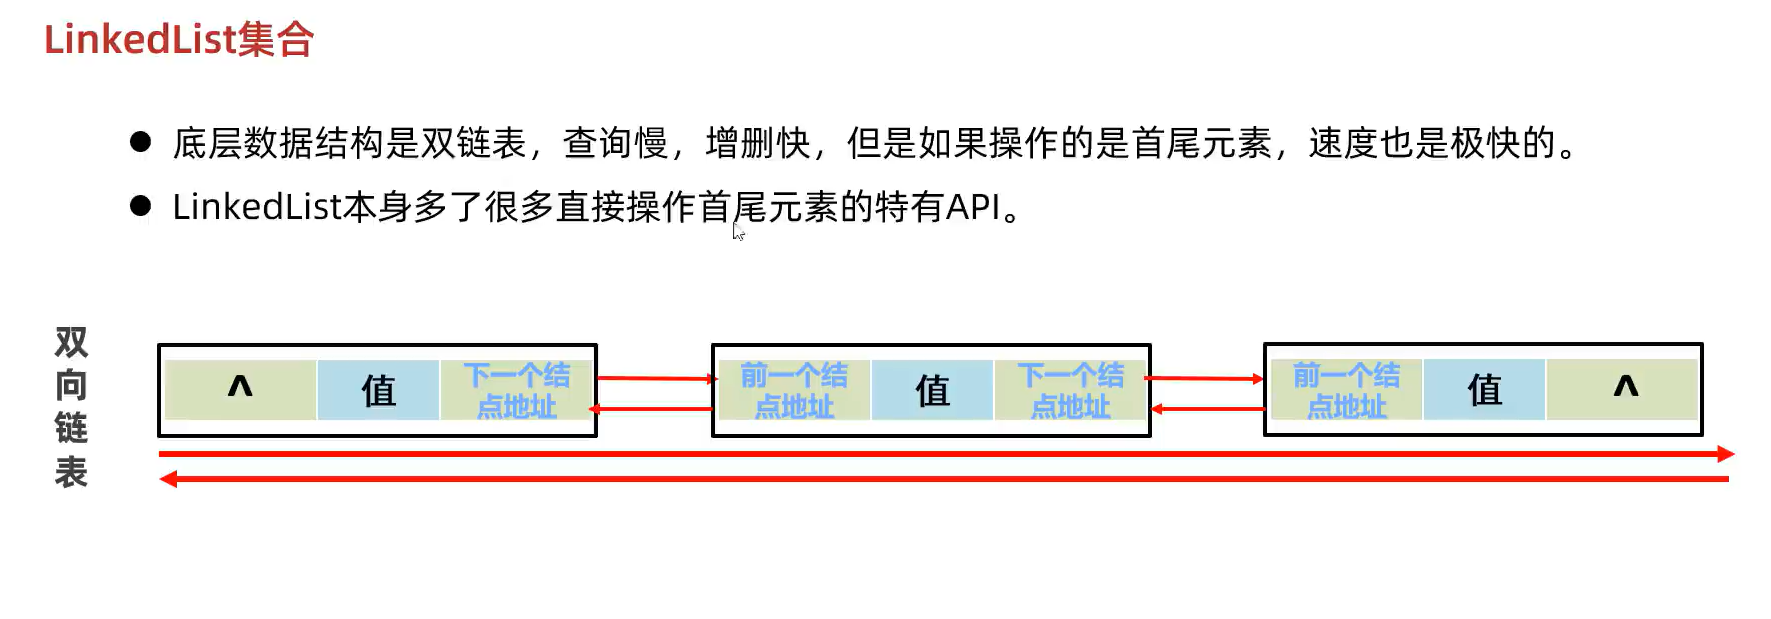 LinkedList集合
● 底层数据结构是双链表，查询慢，增删快，但是如果操作的是首尾元素，速度也是极快的。
● LinkedList本身多了很多直接操作首尾元素的特有API。
双向链表
^
值
下一个结
点地址
前一个结
点地址
值
下一个结
点地址
前一个结
点地址
值
^